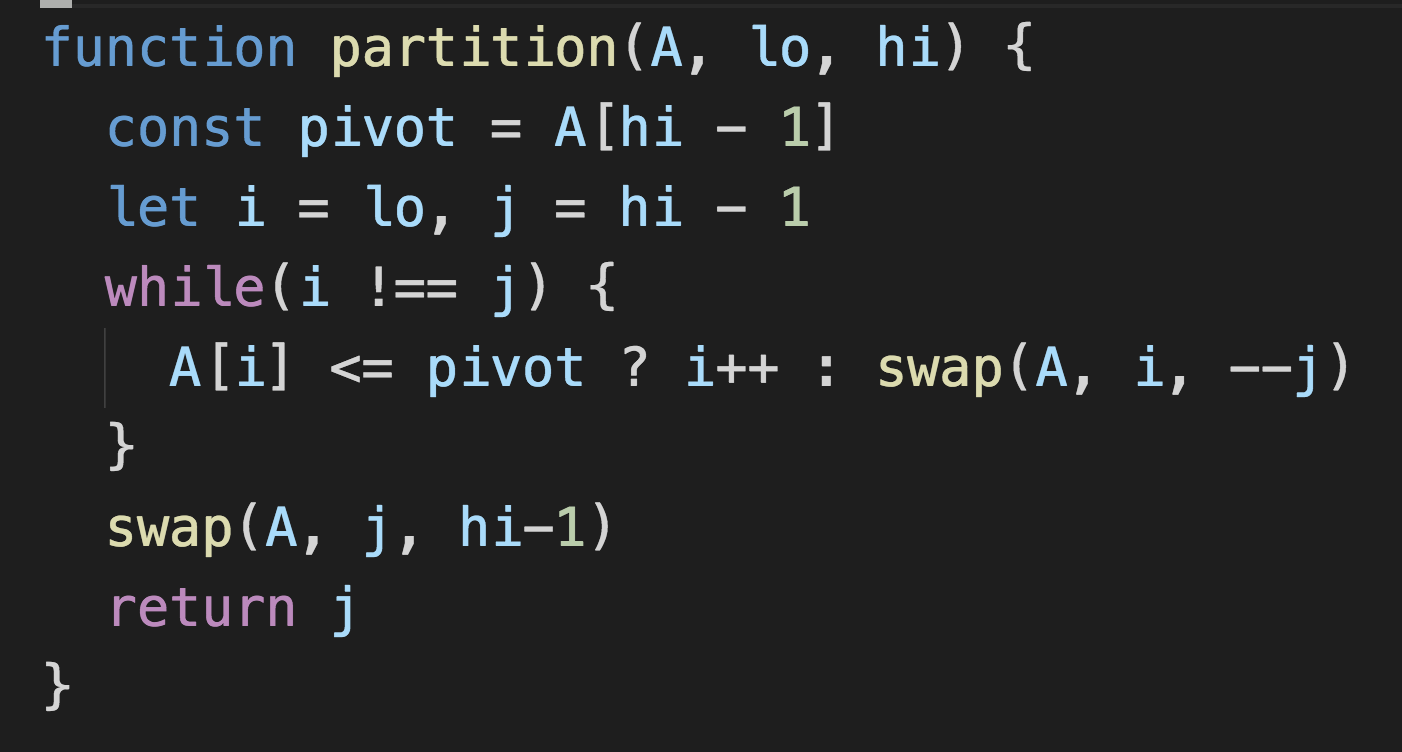 function partition(A, lo, hi) {
  const pivot = A[hi - 1]
  let i = lo, j = hi - 1
  while(i !== j) {
    A[i] <= pivot ? i++ : swap(A, i, --j)
  }
  swap(A, j, hi-1)
  return j
}